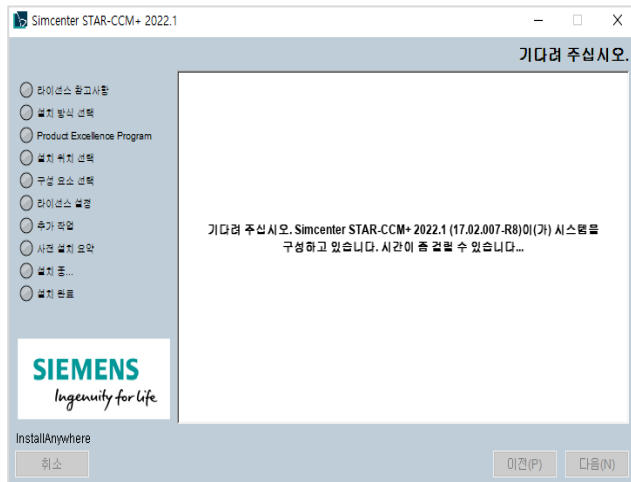 Simcenter STAR-CCM+ 2022.1
기다려 주십시오.
라이선스 참고사항
설치 방식 선택
Product Excellence Program
설치 위치 선택
구성 요소 선택
라이선스 설정
추가 작업
사전 설치 요약
설치 중...
설치 완료
기다려 주십시오. Simcenter STAR-CCM+ 2022.1 (17.02.007-R8)이(가) 시스템을
구성하고 있습니다. 시간이 좀 걸릴 수 있습니다...
SIEMENS
Ingenuity for life
InstallAnywhere
취소
이전(P)
다음(N)